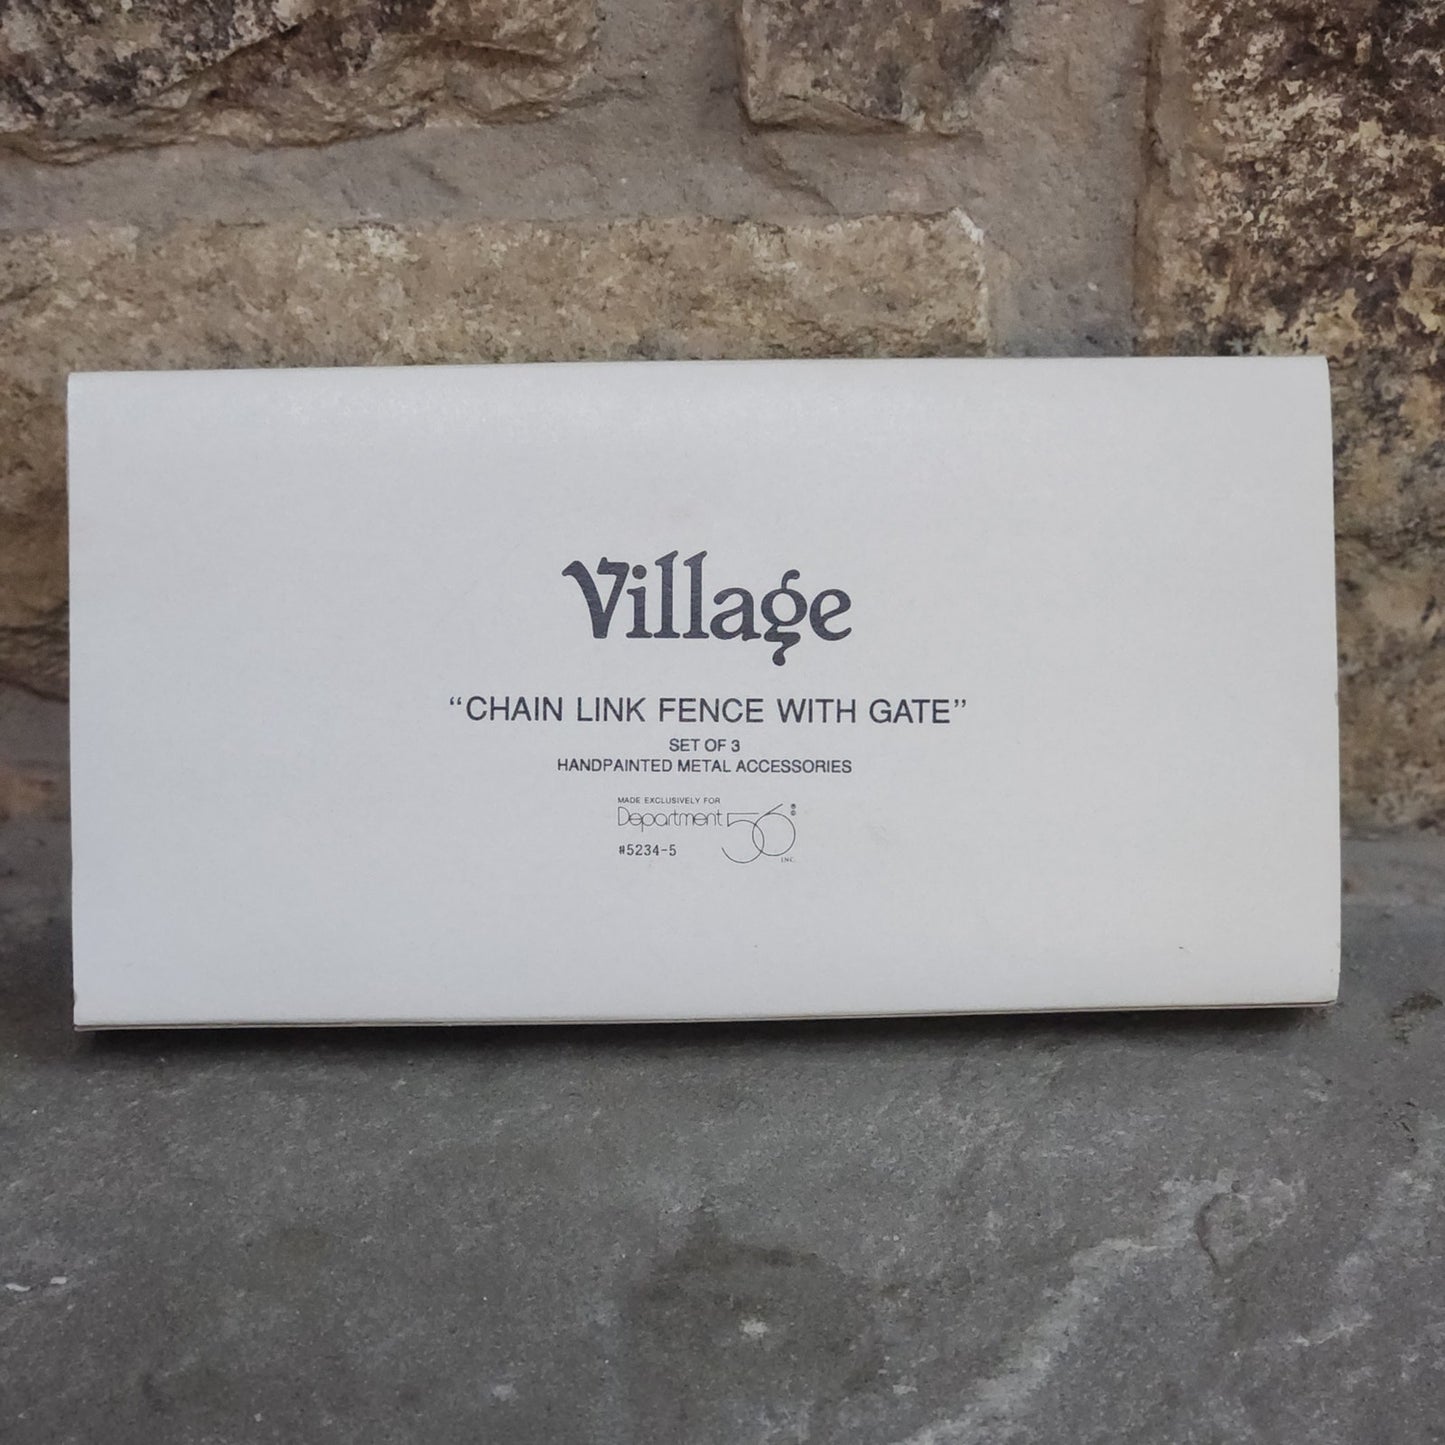 Village
“CHAIN LINK FENCE WITH GATE”
SET OF 3
HANDPAINTED METAL ACCESSORIES
MADE EXCLUSIVELY FOR
Department 56 ®
INC.
#5234-5